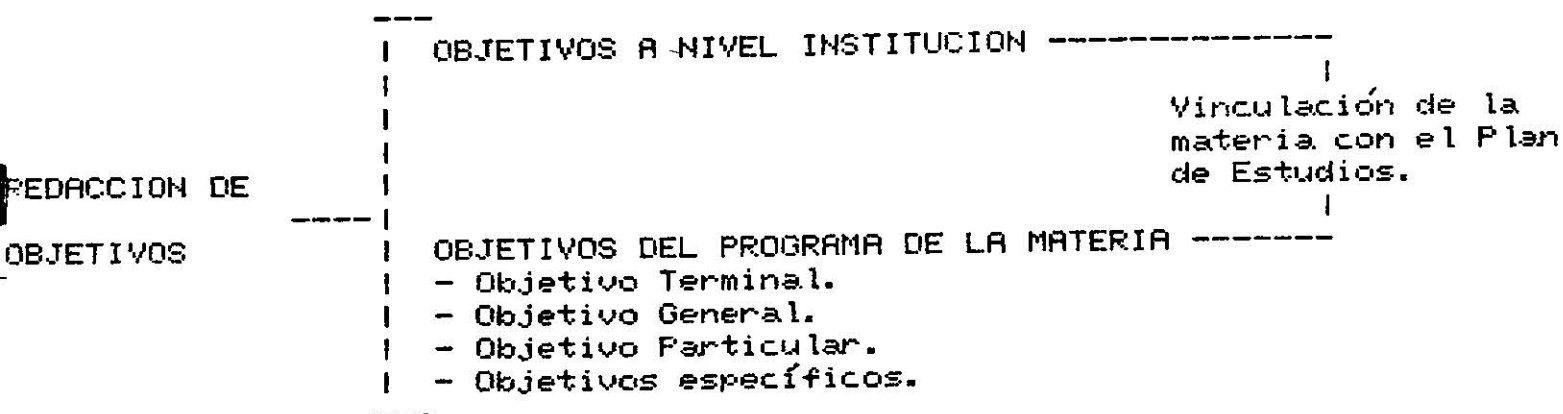 OBJETIVOS A NIVEL INSTITUCION
Vinculación de la
materia con el Plan
de Estudios.
REDACCION DE
OBJETIVOS
OBJETIVOS DEL PROGRAMA DE LA MATERIA
- Objetivo Terminal.
- Objetivo General.
- Objetivo Particular.
- Objetivos específicos.